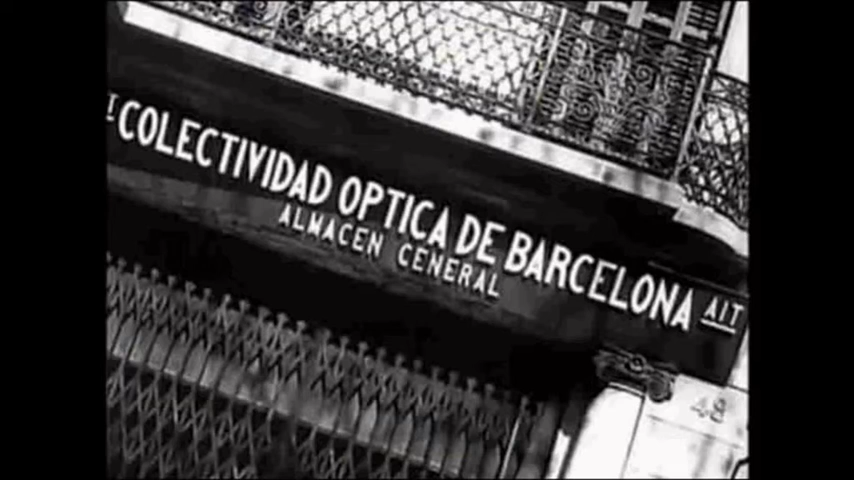 COLECTIVIDAD OPTICA DE BARCELONA AIT
ALMACEN GENERAL
48